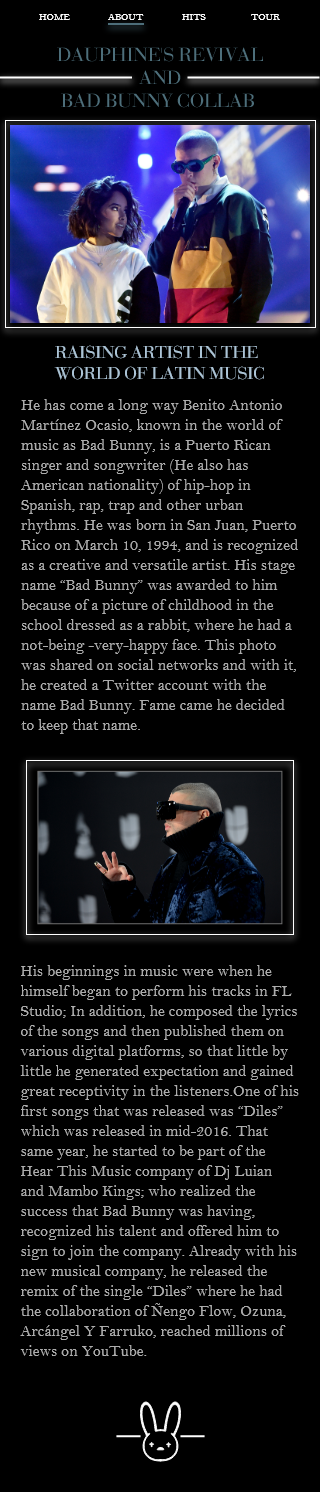 HOME ABOUT HITS TOUR
DAUPHINE'S REVIVAL
AND
BAD BUNNY COLLAB
RAISING ARTIST IN THE
WORLD OF LATIN MUSIC
He has come a long way Benito Antonio
Martínez Ocasio, known in the world of
music as Bad Bunny, is a Puerto Rican
singer and songwriter (He also has
American nationality) of hip-hop in
Spanish, rap, trap and other urban
rhythms. He was born in San Juan, Puerto
Rico on March 10, 1994, and is recognized
as a creative and versatile artist. His stage
name “Bad Bunny” was awarded to him
because of a picture of childhood in the
school dressed as a rabbit, where he had a
not-being -very-happy face. This photo
was shared on social networks and with it,
he created a Twitter account with the
name Bad Bunny. Fame came he decided
to keep that name.
His beginnings in music were when he
himself began to perform his tracks in FL
Studio; In addition, he composed the lyrics
of the songs and then published them on
various digital platforms, so that little by
little he generated expectation and gained
great receptivity in the listeners.One of his
first songs that was released was “Diles”
which was released in mid-2016. That
same year, he started to be part of the
Hear This Music company of Dj Luian
and Mambo Kings; who realized the
success that Bad Bunny was having,
recognized his talent and offered him to
sign to join the company. Already with his
new musical company, he released the
remix of the single “Diles” where he had
the collaboration of Ñengo Flow, Ozuna,
Arcángel Y Farruko, reached millions of
views on YouTube.